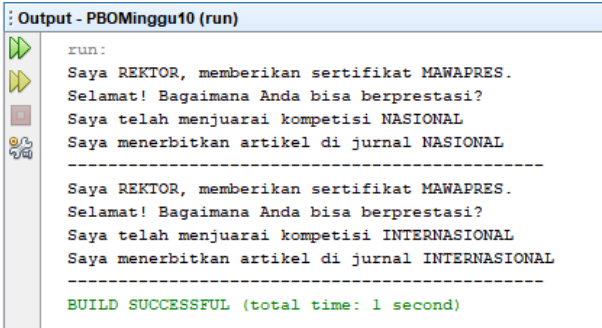 Output - PBOMinggu10 (run)
run:
Saya REKTOR, memberikan sertifikat MAWAPRES.
Selamat! Bagaimana Anda bisa berprestasi?
Saya telah menjuarai kompetisi NASIONAL
Saya menerbitkan artikel di jurnal NASIONAL
-----------------------------------------------
Saya REKTOR, memberikan sertifikat MAWAPRES.
Selamat! Bagaimana Anda bisa berprestasi?
Saya telah menjuarai kompetisi INTERNASIONAL
Saya menerbitkan artikel di jurnal INTERNASIONAL
-----------------------------------------------
BUILD SUCCESSFUL (total time: 1 second)